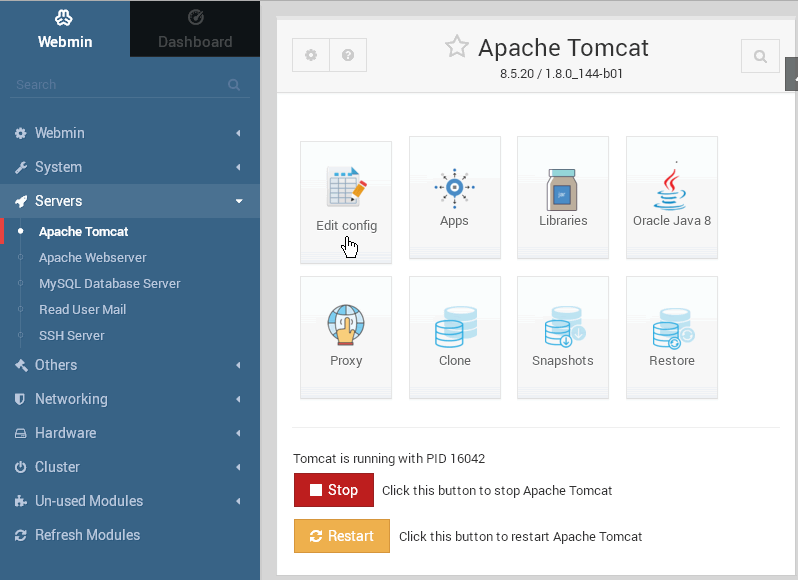 Webmin
Dashboard
Search
Webmin
System
Servers
Apache Tomcat
Apache Webserver
MySQL Database Server
Read User Mail
SSH Server
Others
Networking
Hardware
Cluster
Un-used Modules
Refresh Modules
Apache Tomcat
8.5.20 / 1.8.0_144-b01
Edit config
Apps
Libraries
Oracle Java 8
Proxy
Clone
Snapshots
Restore
Tomcat is running with PID 16042
Stop
Click this button to stop Apache Tomcat
Restart
Click this button to restart Apache Tomcat